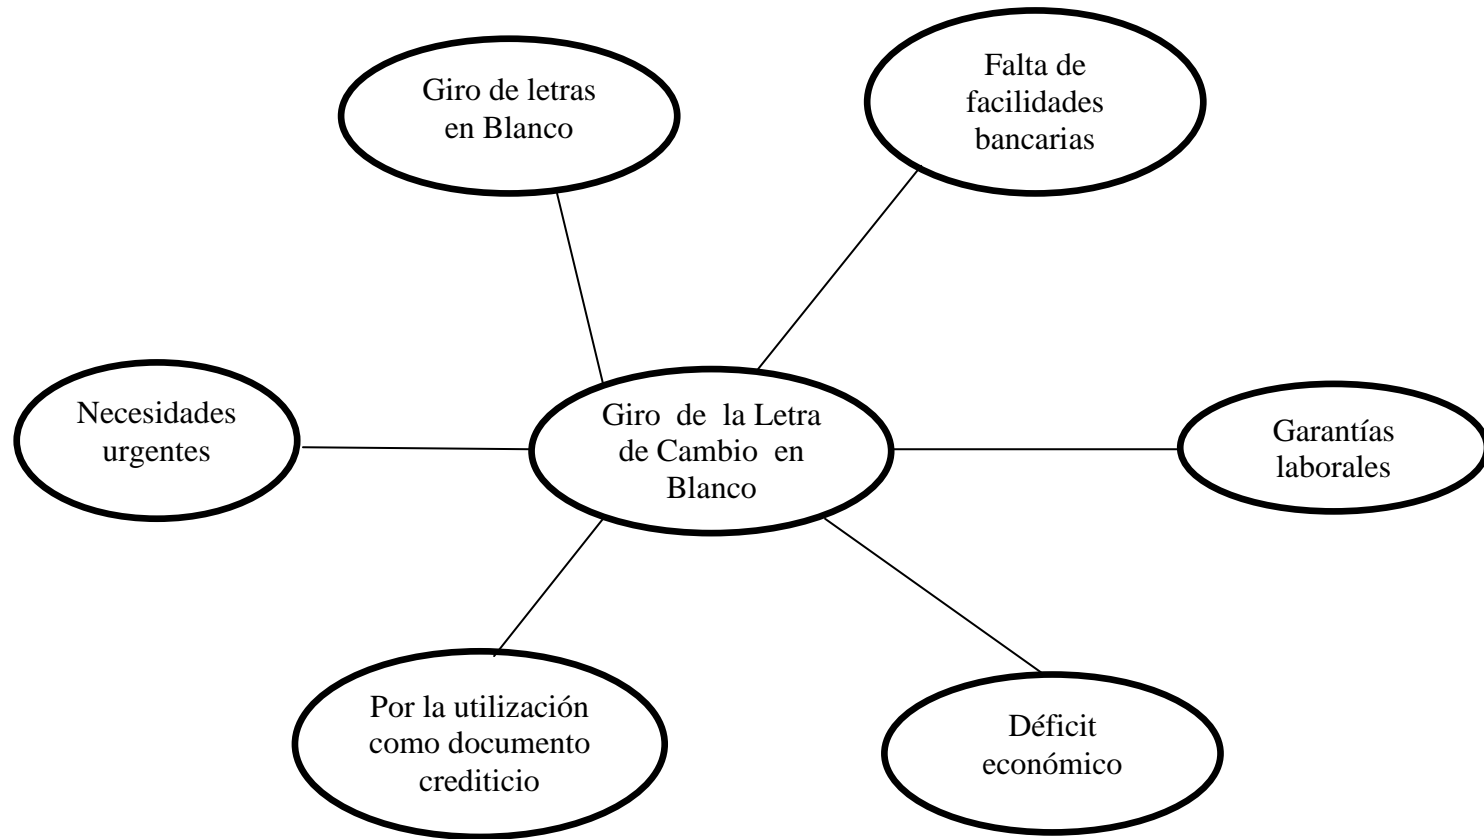 Giro de letras
en Blanco
Falta de
facilidades
bancarias
Necesidades
urgentes
Giro de la Letra
de Cambio en
Blanco
Garantías
laborales
Por la utilización
como documento
crediticio
Déficit
económico